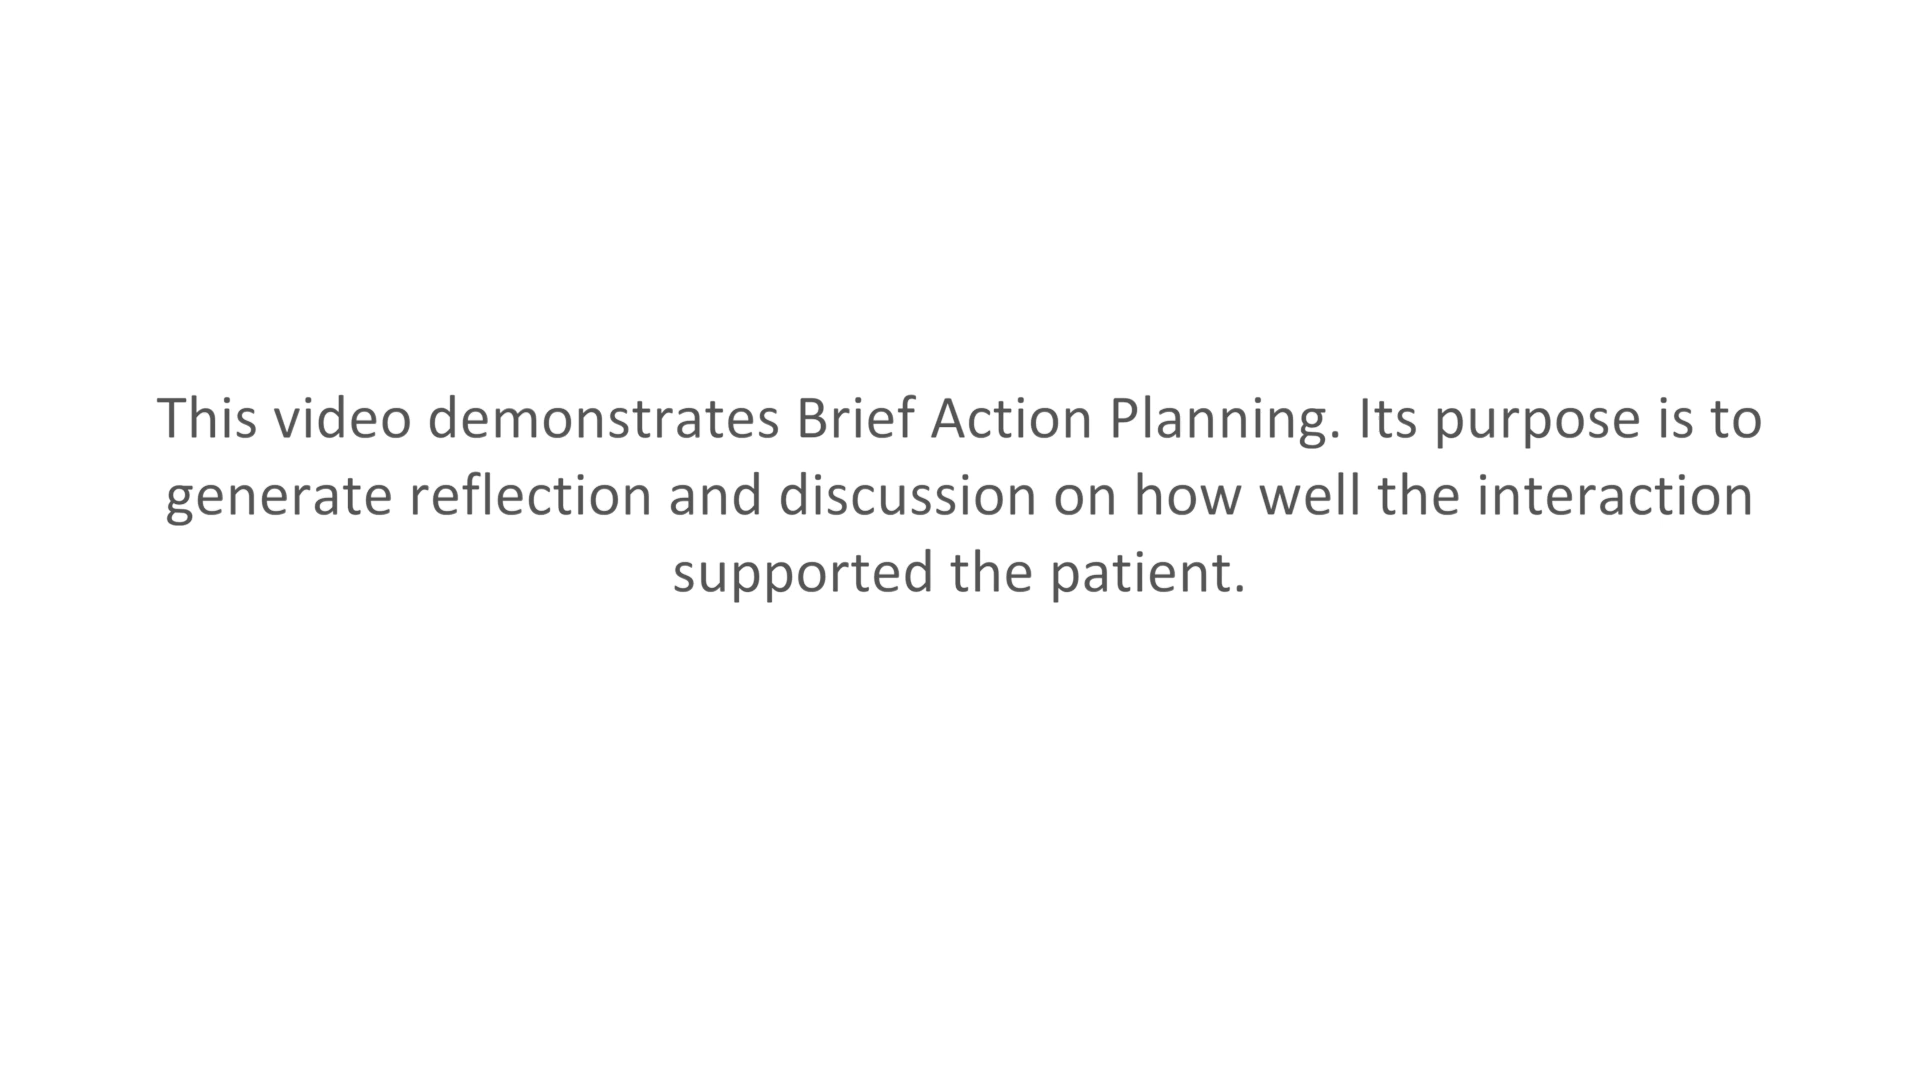 This video demonstrates Brief Action Planning. Its purpose is to
generate reflection and discussion on how well the interaction
supported the patient.